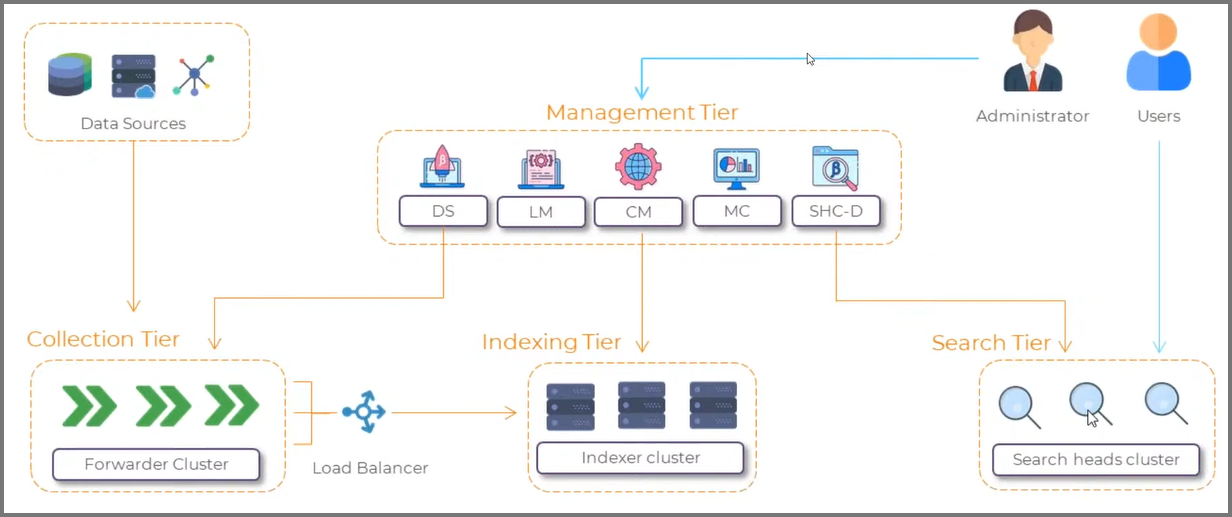 Data Sources
Administrator
Users
Management Tier
DS
LM
CM
MC
SHC-D
Collection Tier
Indexing Tier
Search Tier
Forwarder Cluster
Load Balancer
Indexer cluster
Search heads cluster